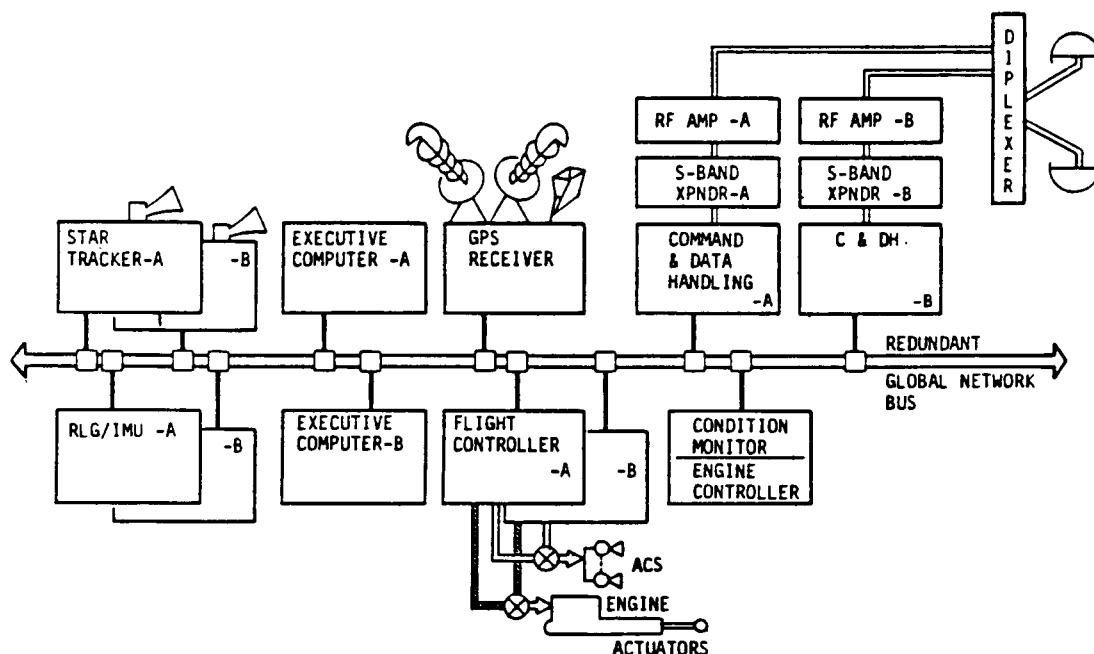 DIPLEXER
RF AMP -A
RF AMP -B
S-BAND
XPNDR-A
S-BAND
XPNDR -B
STAR
TRACKER-A
-B
EXECUTIVE
COMPUTER -A
GPS
RECEIVER
COMMAND
& DATA
HANDLING
-A
C & DH.
-B
REDUNDANT
GLOBAL NETWORK
BUS
RLG/IMU -A
-B
EXECUTIVE
COMPUTER-B
FLIGHT
CONTROLLER
-A
-B
CONDITION
MONITOR
ENGINE
CONTROLLER
ACS
ENGINE
ACTUATORS